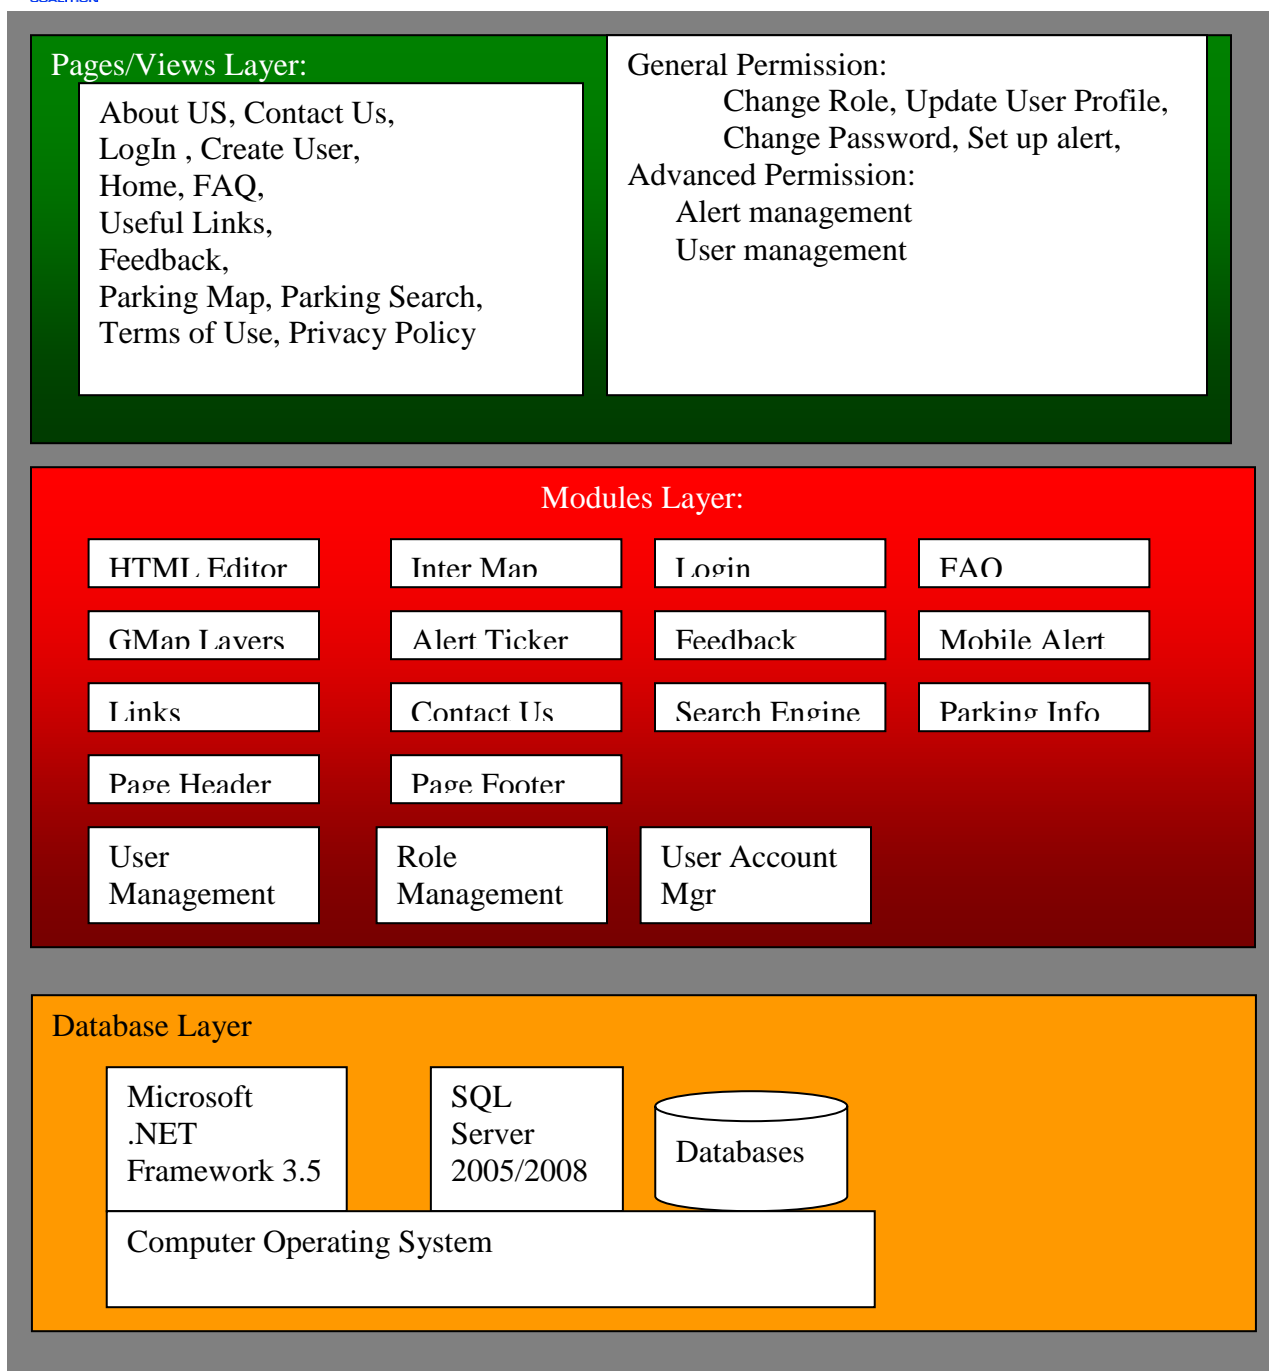 COALITION
Pages/Views Layer:
About US, Contact Us,
LogIn , Create User,
Home, FAQ,
Useful Links,
Feedback,
Parking Map, Parking Search,
Terms of Use, Privacy Policy
General Permission:
Change Role, Update User Profile,
Change Password, Set up alert,
Advanced Permission:
Alert management
User management
Modules Layer:
HTML Editor
Inter Map
Login
FAQ
GMap Layers
Alert Ticker
Feedback
Mobile Alert
Links
Contact Us
Search Engine
Parking Info
Page Header
Page Footer
User
Management
Role
Management
User Account
Mgr
Database Layer
Microsoft
.NET
Framework 3.5
SQL
Server
2005/2008
Databases
Computer Operating System